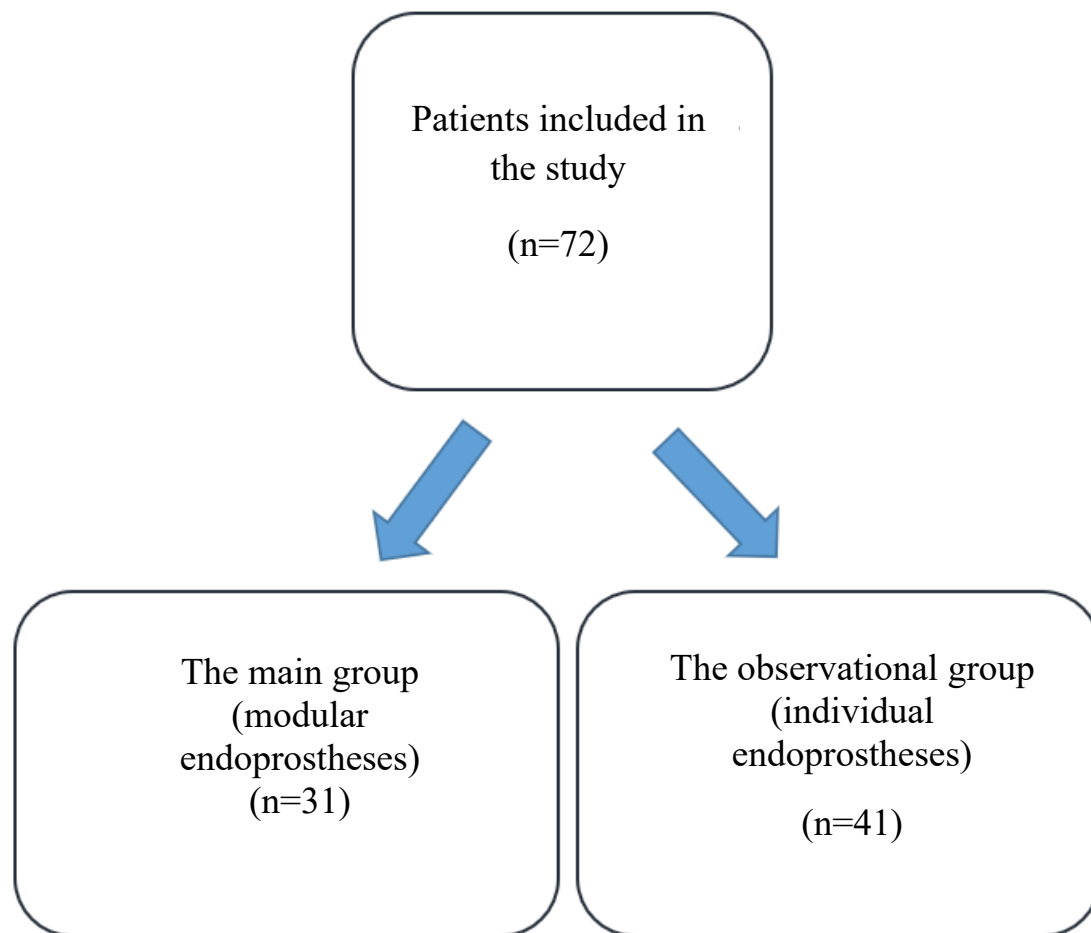 Patients included in
the study
(n=72)
The main group
(modular
endoprostheses)
(n=31)
The observational group
(individual
endoprostheses)
(n=41)